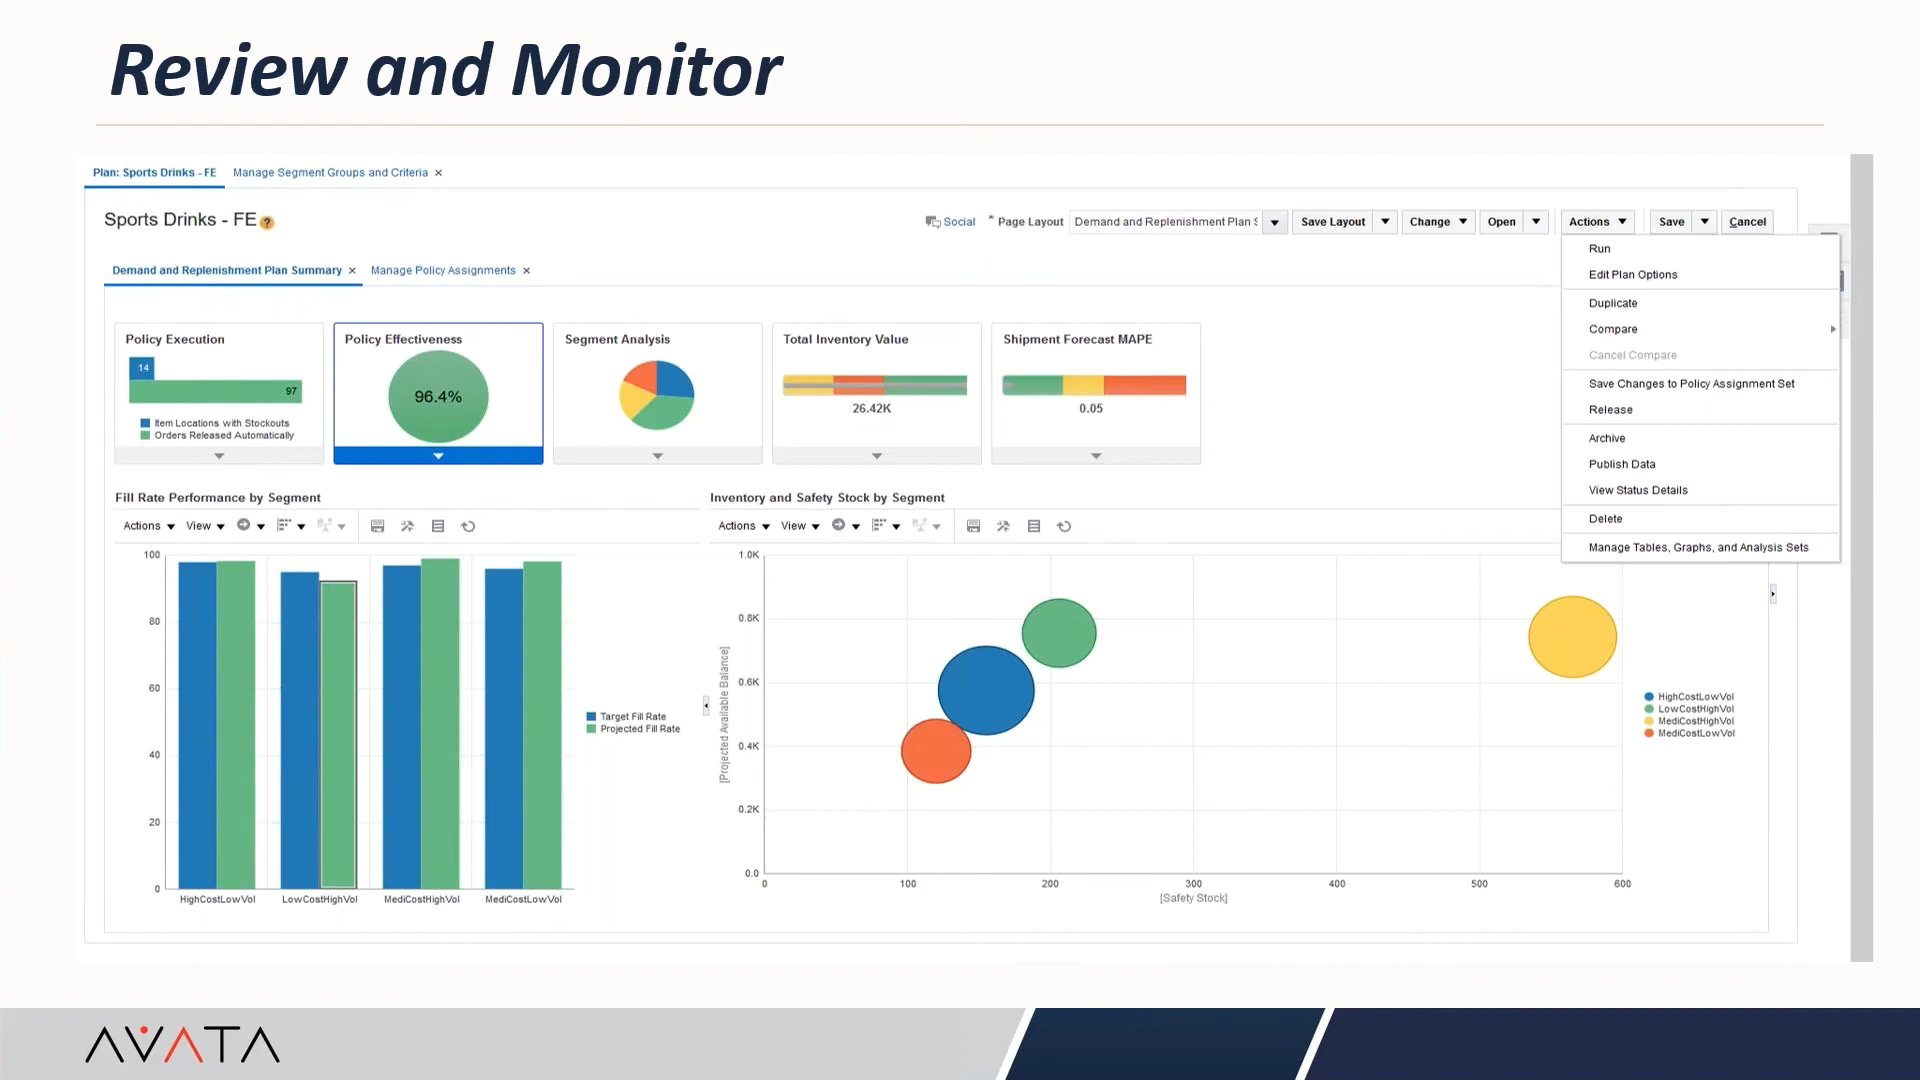 Review and Monitor
Plan: Sports Drinks - FE
Manage Segment Groups and Criteria
Sports Drinks - FE
Social
* Page Layout
Demand and Replenishment Plan S
Save Layout
Change
Open
Actions
Save
Cancel
Demand and Replenishment Plan Summary
Manage Policy Assignments
Run
Edit Plan Options
Duplicate
Compare
Cancel Compare
Save Changes to Policy Assignment Set
Release
Archive
Publish Data
View Status Details
Delete
Manage Tables, Graphs, and Analysis Sets
Policy Execution
14
97
Item Locations with Stockouts
Orders Released Automatically
Policy Effectiveness
96.4%
Segment Analysis
Total Inventory Value
26.42K
Shipment Forecast MAPE
0.05
Fill Rate Performance by Segment
Actions
View
100
80
60
40
20
0
HighCostLowVol
LowCostHighVol
MediCostHighVol
MediCostLowVol
Target Fill Rate
Projected Fill Rate
Inventory and Safety Stock by Segment
Actions
View
1.0K
0.8K
0.6K
0.4K
0.2K
0.0
[Projected Available Balance]
0
100
200
300
400
500
600
[Safety Stock]
HighCostLowVol
LowCostHighVol
MediCostHighVol
MediCostLowVol
AVATA